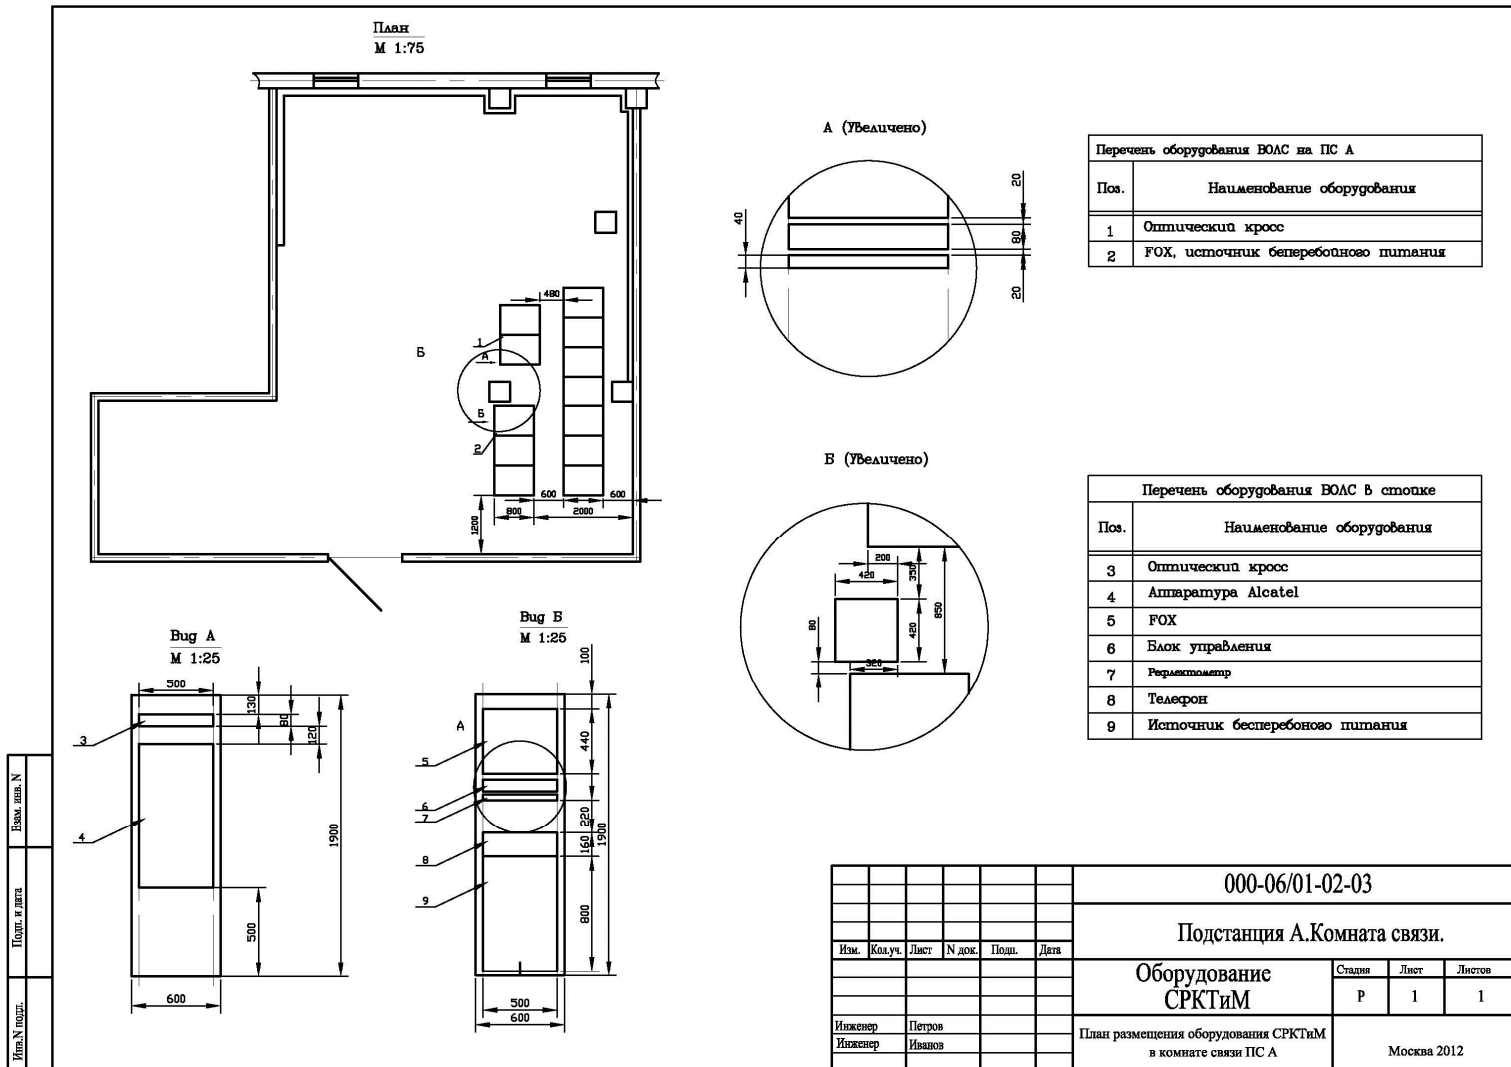 План
М 1:75
480
1
А
Б
Б
2
600
600
800
2000
1200
А (Увеличено)
20
40
80
20
Перечень оборудования ВОЛС на ПС А
Поз. Наименование оборудования
1 Оптический кросс
2 FOX, источник беперебойного питания
Б (Увеличено)
200
420
350
850
80
420
320
Перечень оборудования ВОЛС в стойке
Поз. Наименование оборудования
3 Оптический кросс
4 Аппаратура Alcatel
5 FOX
6 Блок управления
7 Рефлектометр
8 Телефон
9 Источник бесперебоного питания
Вид А
М 1:25
500
130
80
120
3
4
1900
500
600
Вид Б
М 1:25
100
А
440
5
6
7
220
160
1900
8
9
800
500
600
Взам. инв. N
Подп. и дата
Инв.N подл.
000-06/01-02-03
Подстанция А.Комната связи.
Изм. Кол.уч. Лист N док. Подп. Дата
Оборудование
СРКТиМ
Стадия Лист Листов
Р 1 1
Инженер Петров
Инженер Иванов
План размещения оборудования СРКТиМ
в комнате связи ПС А
Москва 2012